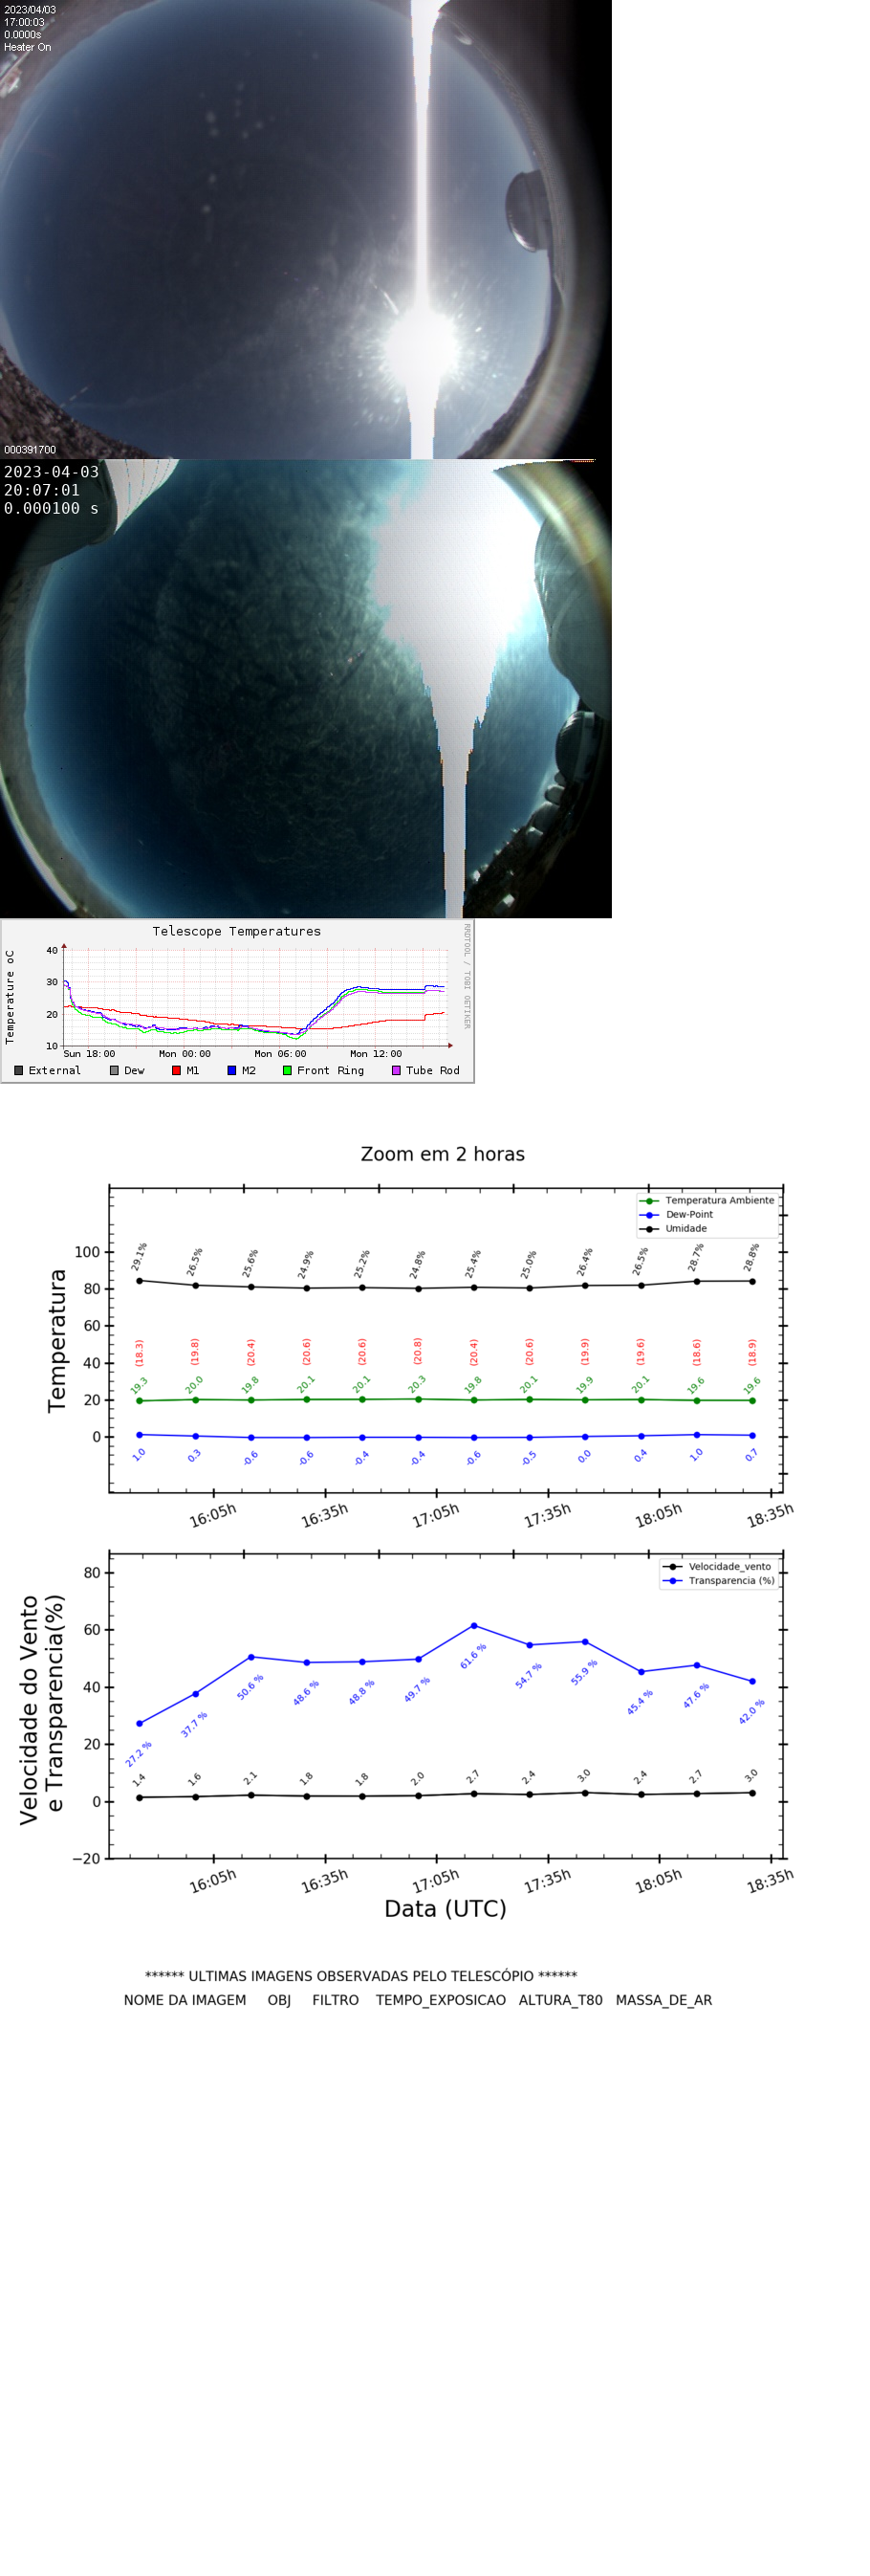 2023/04/03
17:00:03
0.0000s
Heater On
000391700
2023-04-03
20:07:01
0.000100 s
Telescope Temperatures
RRDTOOL / TOBI OETIKER
Temperature oC
40
30
20
10
Sun 18:00 Mon 00:00 Mon 06:00 Mon 12:00
External Dew M1 M2 Front Ring Tube Rod
Zoom em 2 horas
Temperatura Ambiente
Dew-Point
Umidade
Temperatura
100
80
60
40
20
0
29.1% 26.5% 25.6% 24.9% 25.2% 24.8% 25.4% 25.0% 26.4% 26.5% 28.7% 28.8%
(18.3) (19.8) (20.4) (20.6) (20.6) (20.8) (20.4) (20.6) (19.9) (19.6) (18.6) (18.9)
19.3 20.0 19.8 20.1 20.1 20.3 19.8 20.1 19.9 20.1 19.6 19.6
1.0 0.3 -0.6 -0.6 -0.4 -0.4 -0.6 -0.5 0.0 0.4 1.0 0.7
16:05h 16:35h 17:05h 17:35h 18:05h 18:35h
Velocidade_vento
Transparencia (%)
Velocidade do Vento
e Transparencia(%)
80
60
40
20
0
−20
27.2 % 37.7 % 50.6 % 48.6 % 48.8 % 49.7 % 61.6 % 54.7 % 55.9 % 45.4 % 47.6 % 42.0 %
1.4 1.6 2.1 1.8 1.8 2.0 2.7 2.4 3.0 2.4 2.7 3.0
16:05h 16:35h 17:05h 17:35h 18:05h 18:35h
Data (UTC)
****** ULTIMAS IMAGENS OBSERVADAS PELO TELESCÓPIO ******
NOME DA IMAGEM OBJ FILTRO TEMPO_EXPOSICAO ALTURA_T80 MASSA_DE_AR